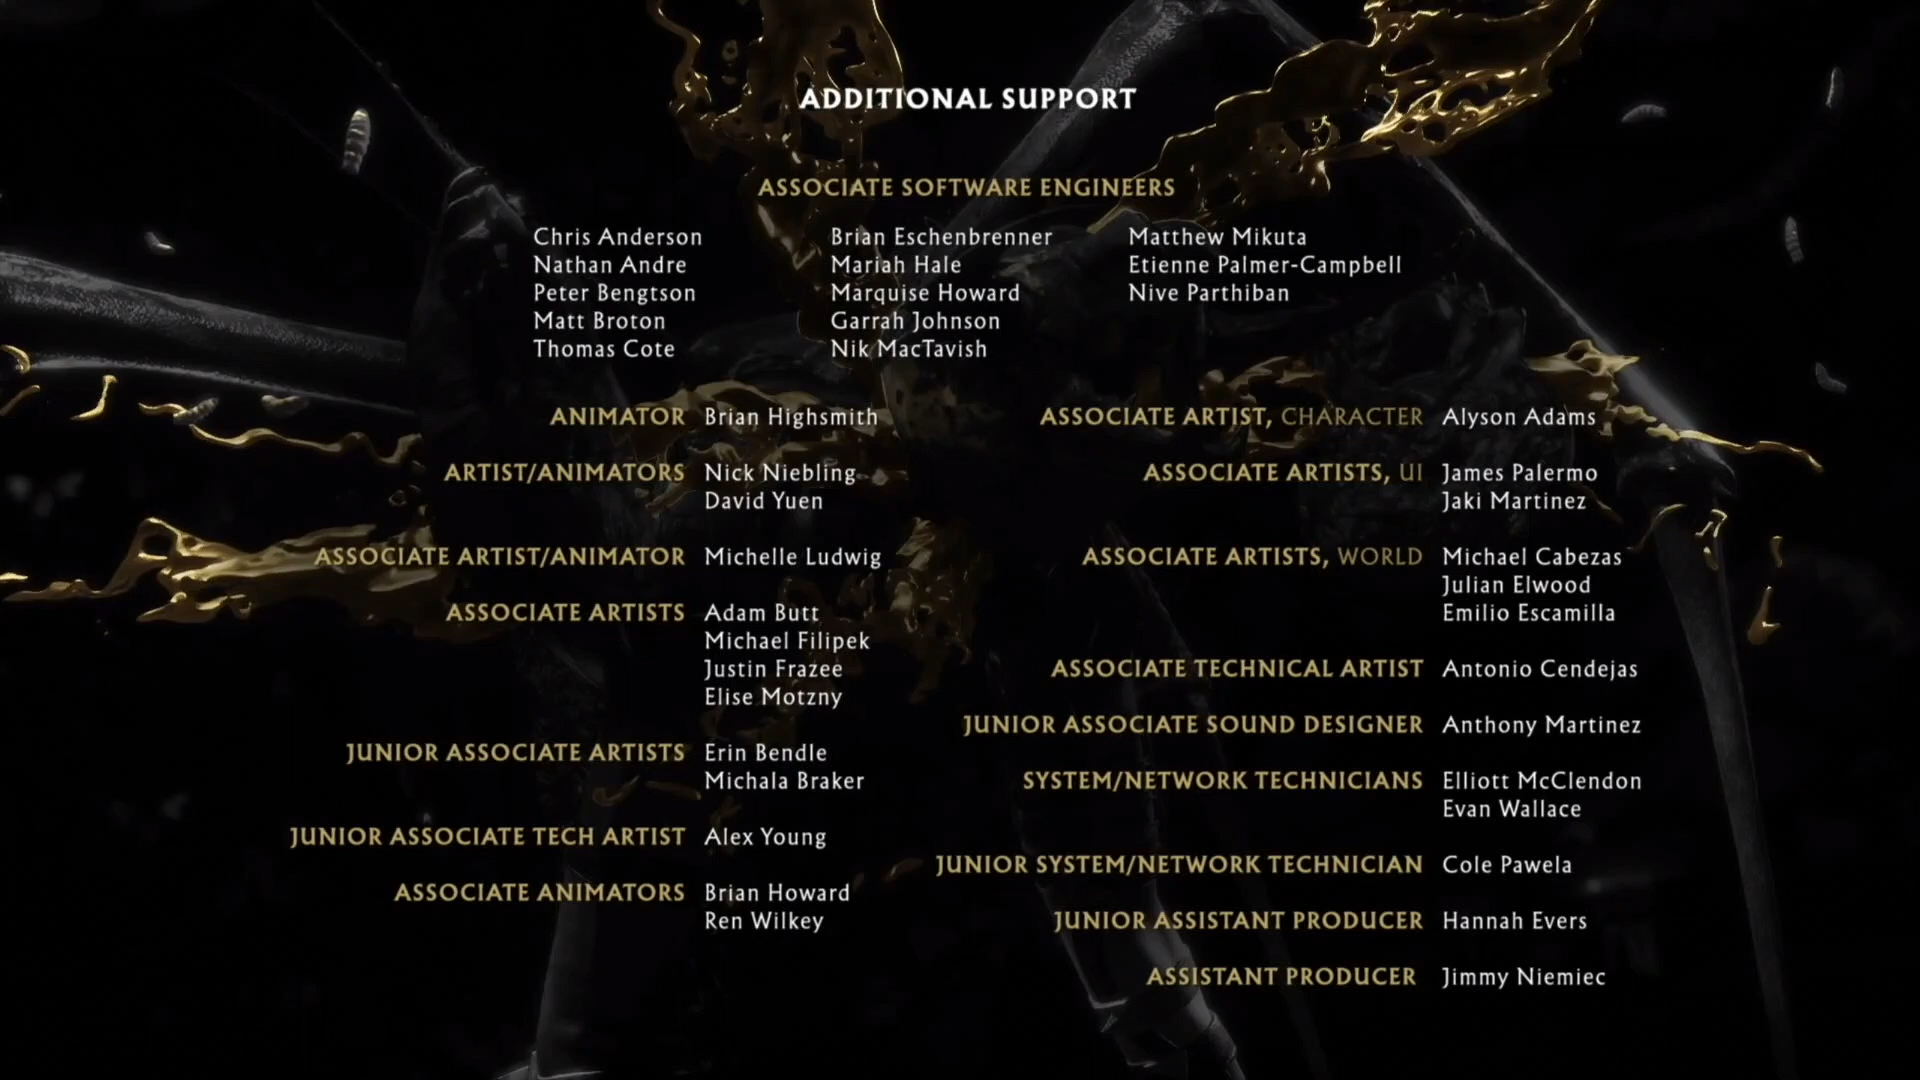 ADDITIONAL SUPPORT
ASSOCIATE SOFTWARE ENGINEERS
Chris Anderson
Nathan Andre
Peter Bengtson
Matt Broton
Thomas Cote
Brian Eschenbrenner
Mariah Hale
Marquise Howard
Garrah Johnson
Nik MacTavish
Matthew Mikuta
Etienne Palmer-Campbell
Nive Parthiban
ANIMATOR Brian Highsmith
ARTIST/ANIMATORS Nick Niebling
David Yuen
ASSOCIATE ARTIST/ANIMATOR Michelle Ludwig
ASSOCIATE ARTISTS Adam Butt
Michael Filipek
Justin Frazee
Elise Motzny
JUNIOR ASSOCIATE ARTISTS Erin Bendle
Michala Braker
JUNIOR ASSOCIATE TECH ARTIST Alex Young
ASSOCIATE ANIMATORS Brian Howard
Ren Wilkey
ASSOCIATE ARTIST, CHARACTER Alyson Adams
ASSOCIATE ARTISTS, UI James Palermo
Jaki Martinez
ASSOCIATE ARTISTS, WORLD Michael Cabezas
Julian Elwood
Emilio Escamilla
ASSOCIATE TECHNICAL ARTIST Antonio Cendejas
JUNIOR ASSOCIATE SOUND DESIGNER Anthony Martinez
SYSTEM/NETWORK TECHNICIANS Elliott McClendon
Evan Wallace
JUNIOR SYSTEM/NETWORK TECHNICIAN Cole Pawela
JUNIOR ASSISTANT PRODUCER Hannah Evers
ASSISTANT PRODUCER Jimmy Niemiec